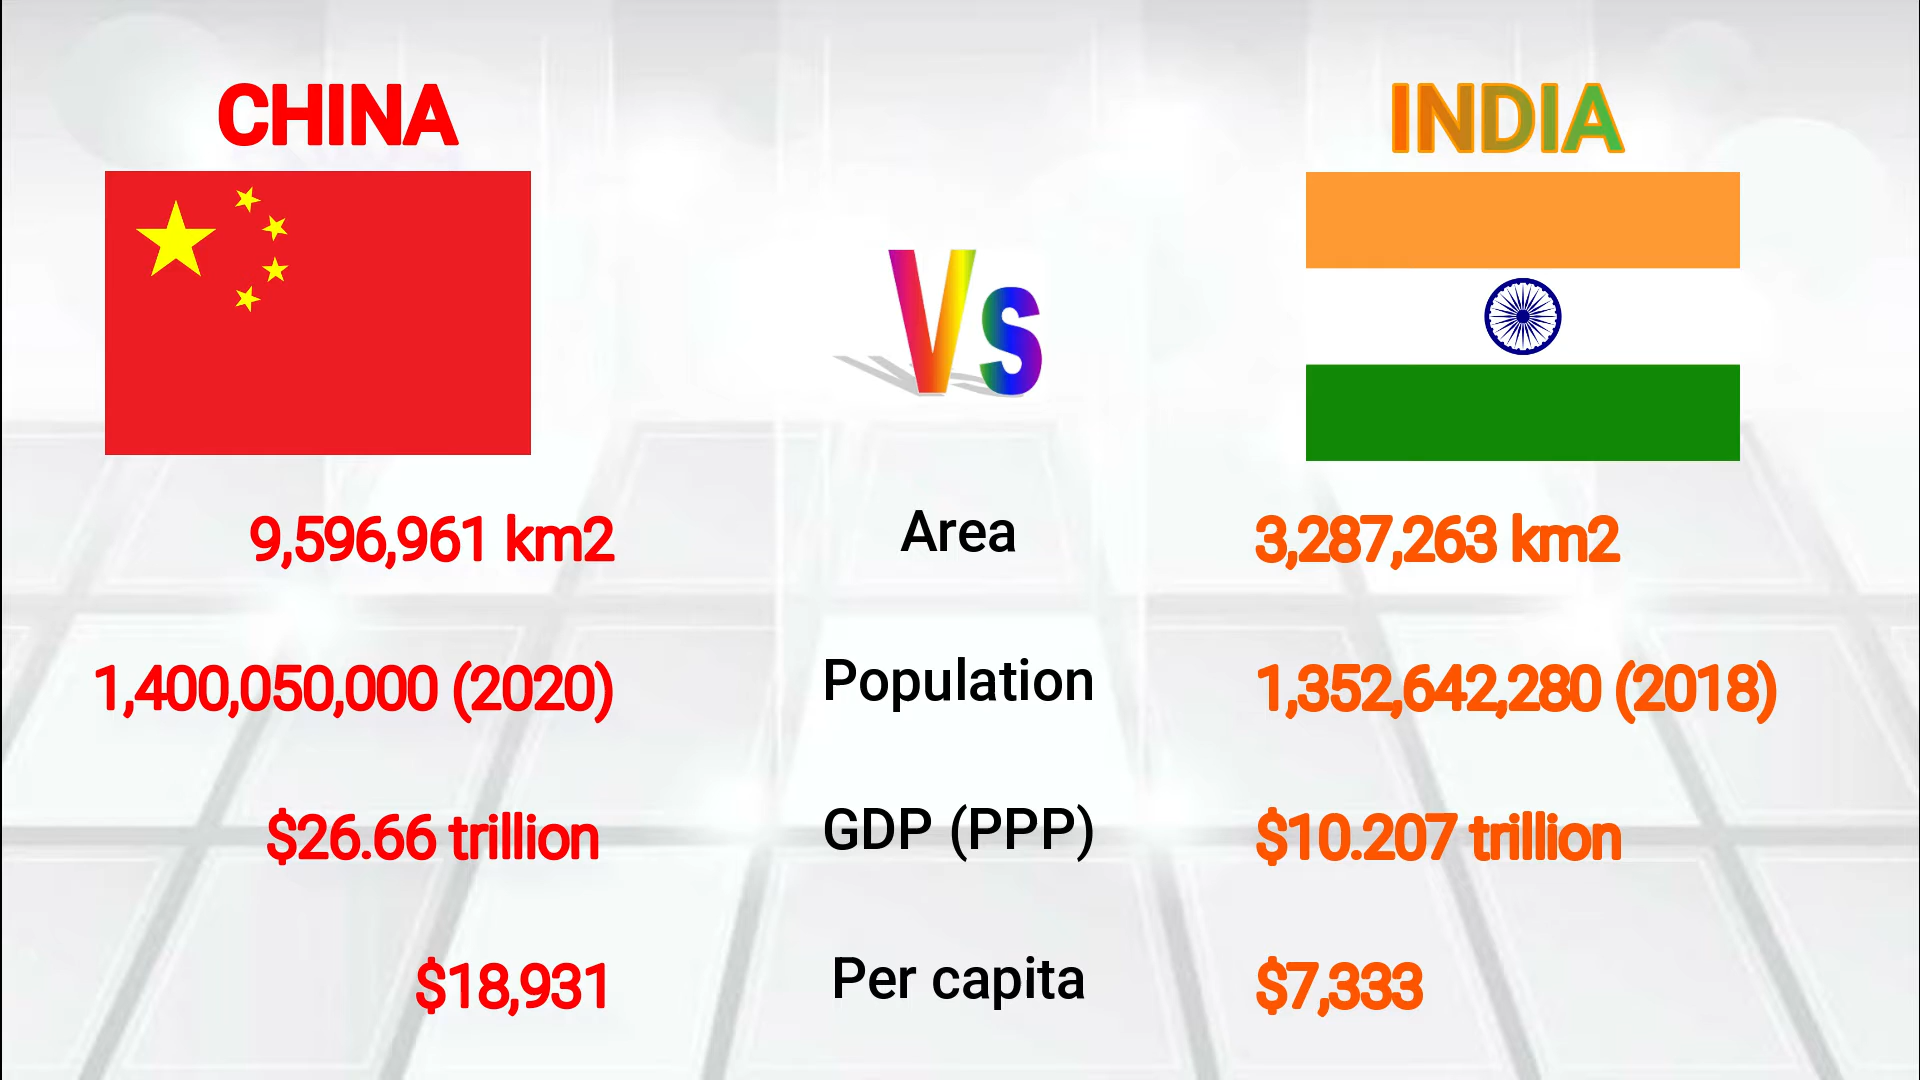 CHINA
INDIA
Vs
9,596,961 km2 Area 3,287,263 km2
1,400,050,000 (2020) Population 1,352,642,280 (2018)
$26.66 trillion GDP (PPP) $10.207 trillion
$18,931 Per capita $7,333